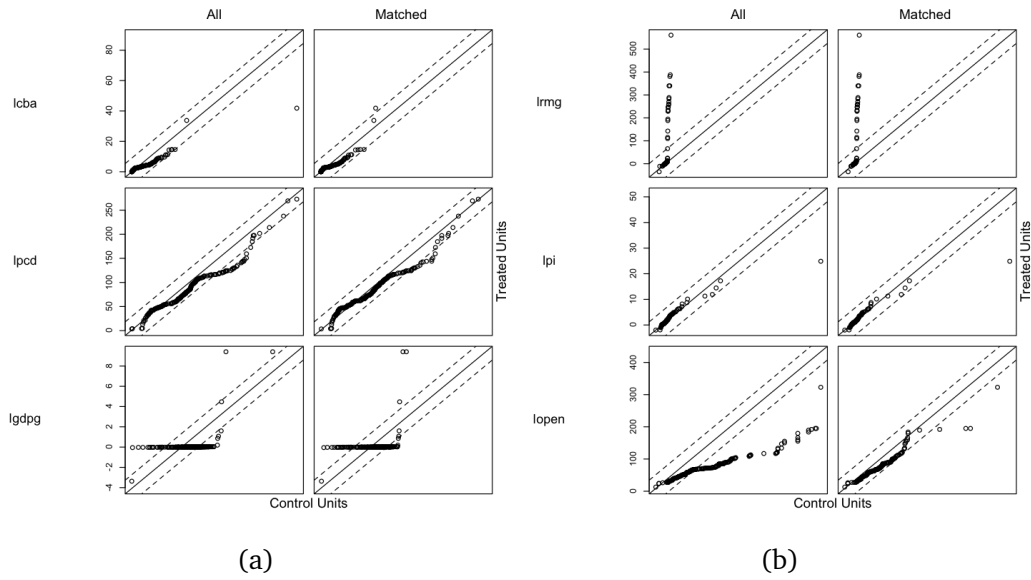 All Matched
lcba
0 20 40 60 80
lpcd
0 50 100 150 200 250
lgdpg
-4 -2 0 2 4 6 8
Treated Units
Control Units
(a)
All Matched
lrmg
0 100 200 300 400 500
lpi
0 10 20 30 40 50
lopen
0 100 200 300 400
Treated Units
Control Units
(b)